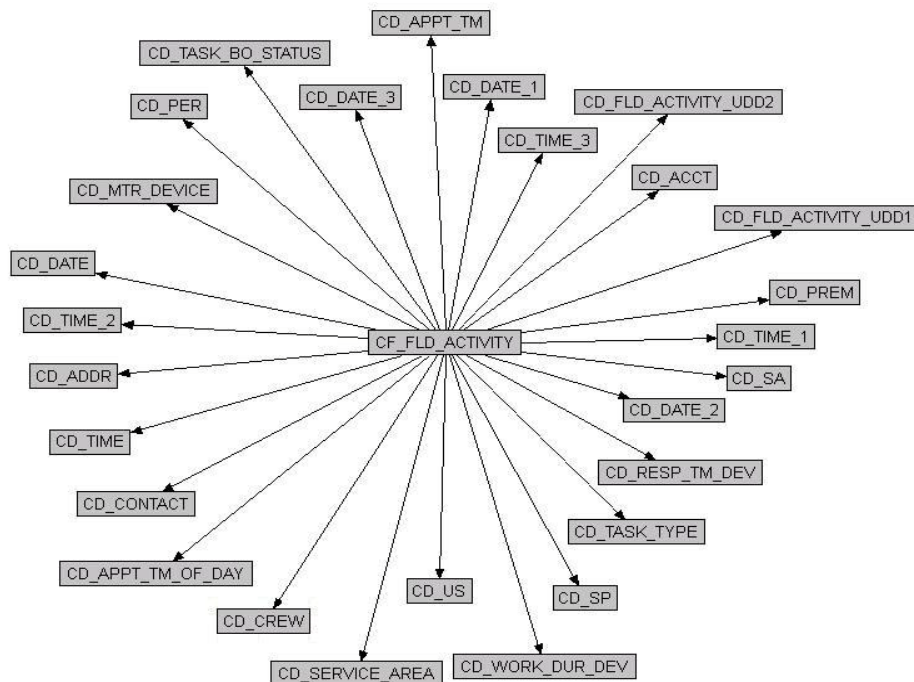 CD_APPT_TM
CD_TASK_BO_STATUS
CD_DATE_1
CD_DATE_3
CD_FLD_ACTIVITY_UDD2
CD_PER
CD_TIME_3
CD_ACCT
CD_MTR_DEVICE
CD_FLD_ACTIVITY_UDD1
CD_DATE
CD_PREM
CD_TIME_2
CD_TIME_1
CF_FLD_ACTIVITY
CD_ADDR
CD_SA
CD_DATE_2
CD_TIME
CD_RESP_TM_DEV
CD_CONTACT
CD_TASK_TYPE
CD_APPT_TM_OF_DAY
CD_US
CD_SP
CD_CREW
CD_WORK_DUR_DEV
CD_SERVICE_AREA